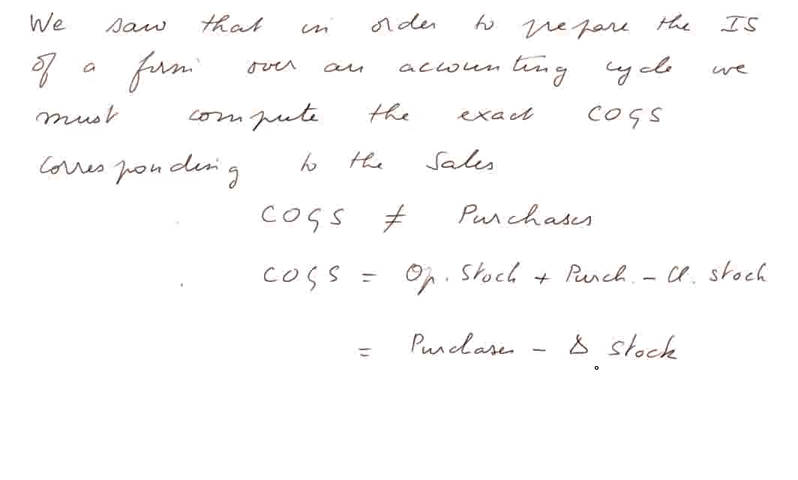 We saw that in order to prepare the IS
of a firm over an accounting cycle we
must compute the exact COGS
corresponding to the Sales
COGS ≠ Purchases
COGS = Op. Stock + Purch. - Cl. stock
= Purchases - Δ stock